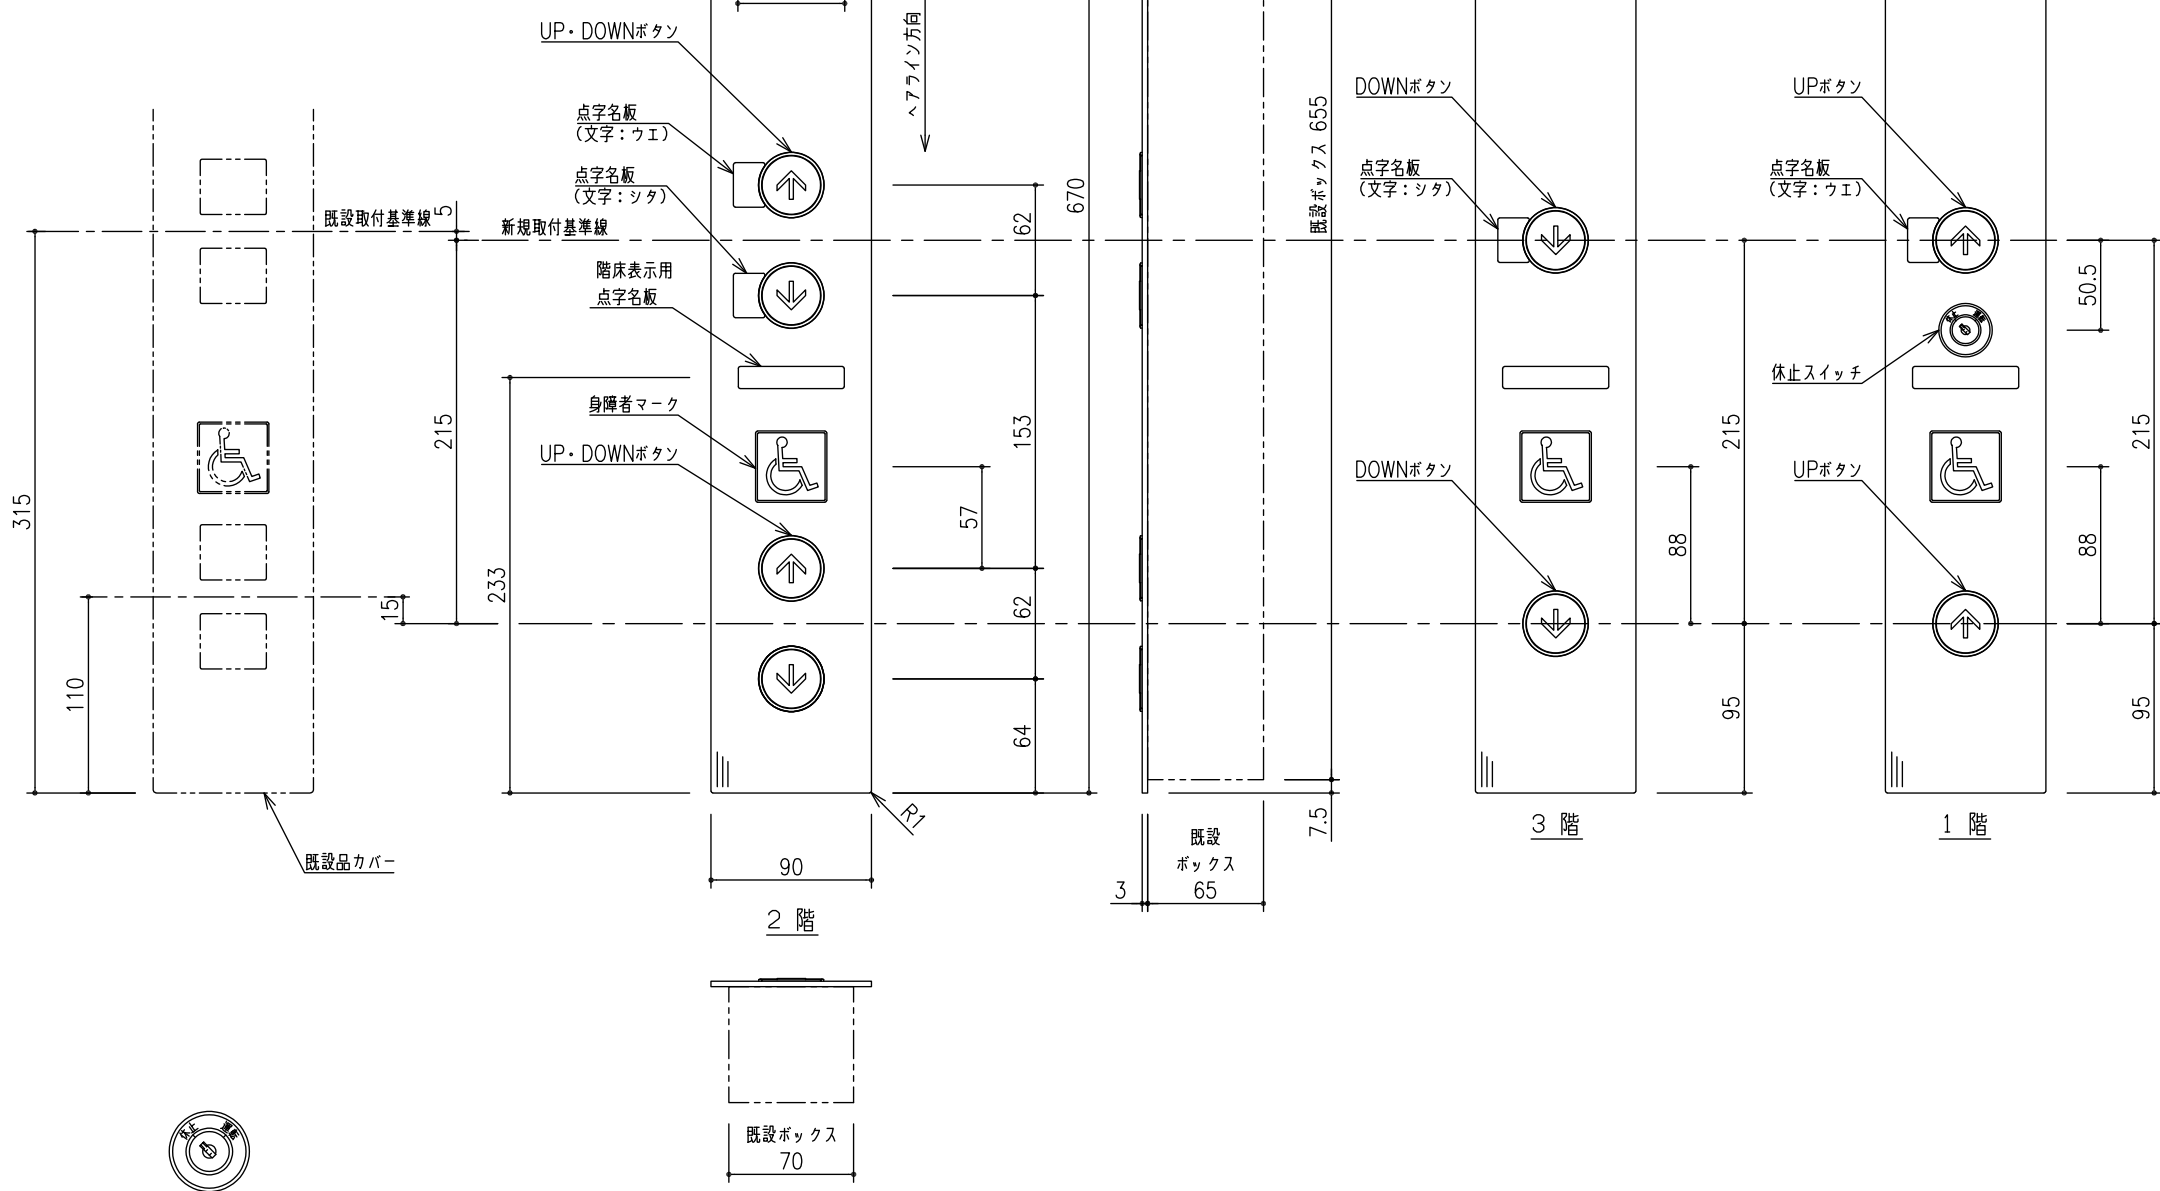 UP・DOWNボタン
点字名板
(文字：ウエ)
点字名板
(文字：シタ)
既設取付基準線
5
新規取付基準線
階床表示用
点字名板
身障者マーク
UP・DOWNボタン
315
110
15
215
233
既設品カバー
ヘアライン方向
62
153
57
62
64
670
R1
90
2 階
既設ボックス 655
7.5
既設
ボックス
3
65
DOWNボタン
点字名板
(文字：シタ)
DOWNボタン
88
215
95
3 階
UPボタン
点字名板
(文字：ウエ)
休止
運転
休止スイッチ
UPボタン
50.5
88
215
95
1 階
既設ボックス
70
休止
運転